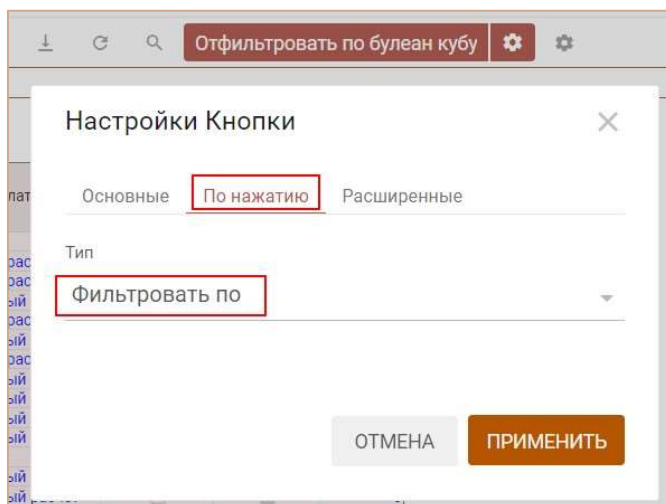 Отфильтровать по булеан кубу
Настройки Кнопки
Основные По нажатию Расширенные
Тип
Фильтровать по
ОТМЕНА ПРИМЕНИТЬ